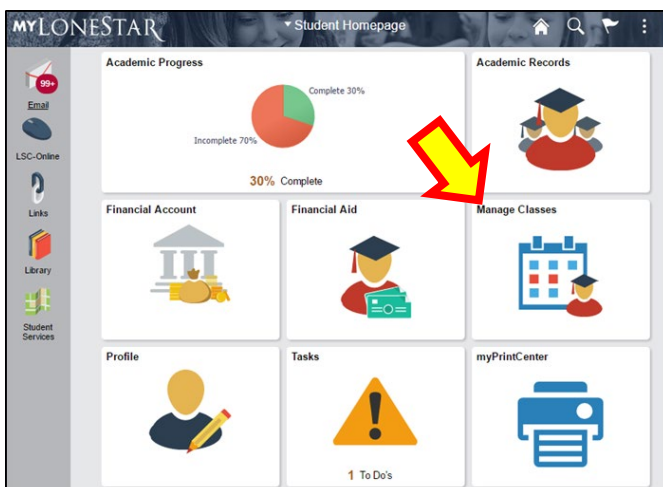 MYLONESTAR
Student Homepage
99+
Email
LSC-Online
Links
Library
Student
Services
Academic Progress
Complete 30%
Incomplete 70%
30% Complete
Academic Records
Financial Account
Financial Aid
Manage Classes
Profile
Tasks
1 To Do's
myPrintCenter